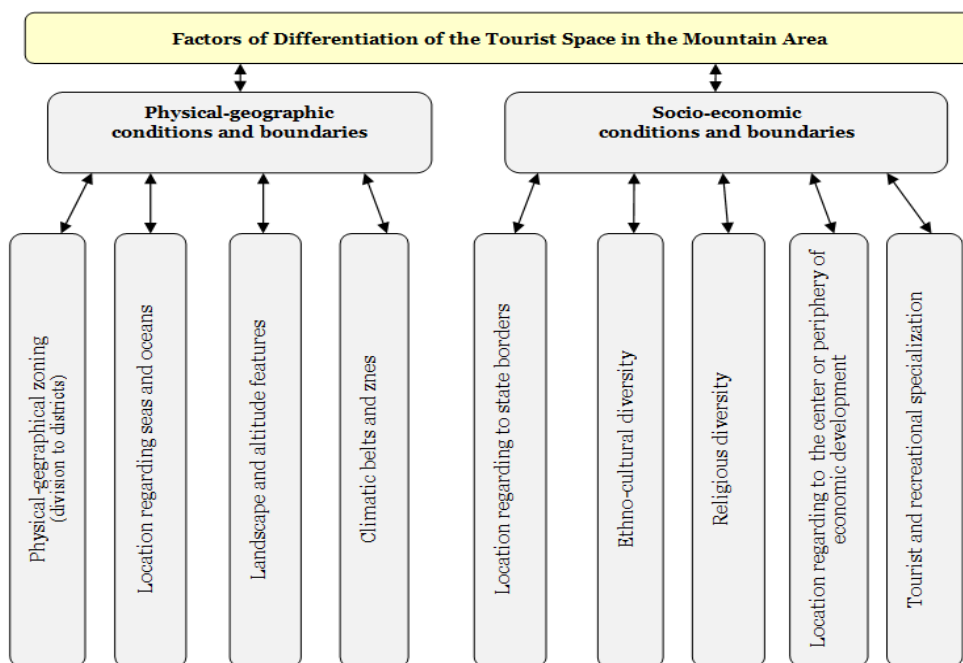 Factors of Differentiation of the Tourist Space in the Mountain Area
Physical-geographic
conditions and boundaries
Socio-economic
conditions and boundaries
Physical-gegraphical zoning
(division to districts)
Location regarding seas and oceans
Landscape and altitude features
Climatic belts and znes
Location regarding to state borders
Ethno-cultural diversity
Religious diversity
Location regarding to the center or periphery of
economic development
Tourist and recreational specialization